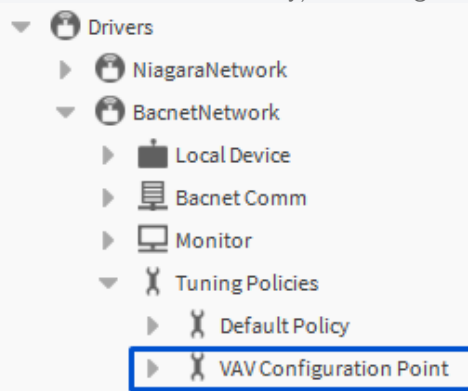 Drivers
NiagaraNetwork
BacnetNetwork
Local Device
Bacnet Comm
Monitor
Tuning Policies
Default Policy
VAV Configuration Point